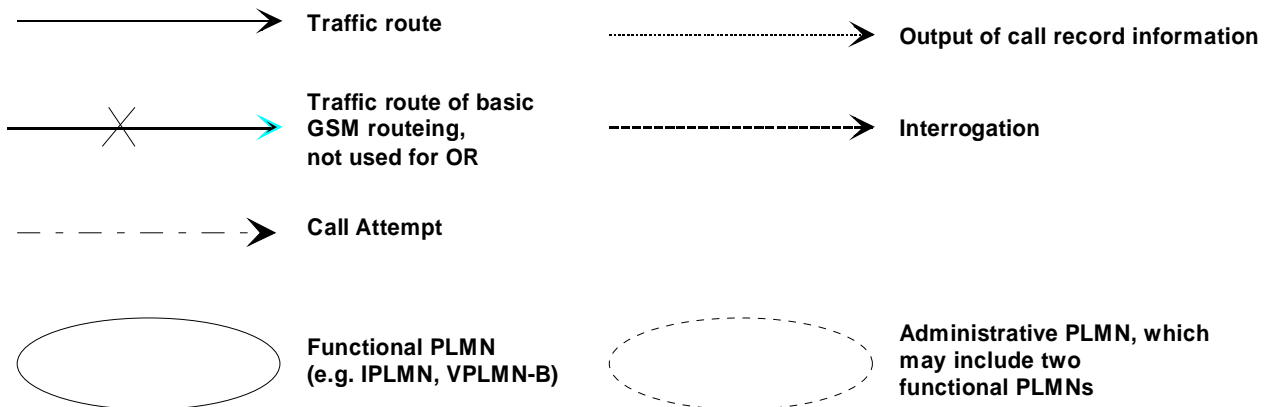 Traffic route
Output of call record information
Traffic route of basic
GSM routeing,
not used for OR
Interrogation
Call Attempt
Functional PLMN
(e.g. IPLMN, VPLMN-B)
Administrative PLMN, which
may include two
functional PLMNs